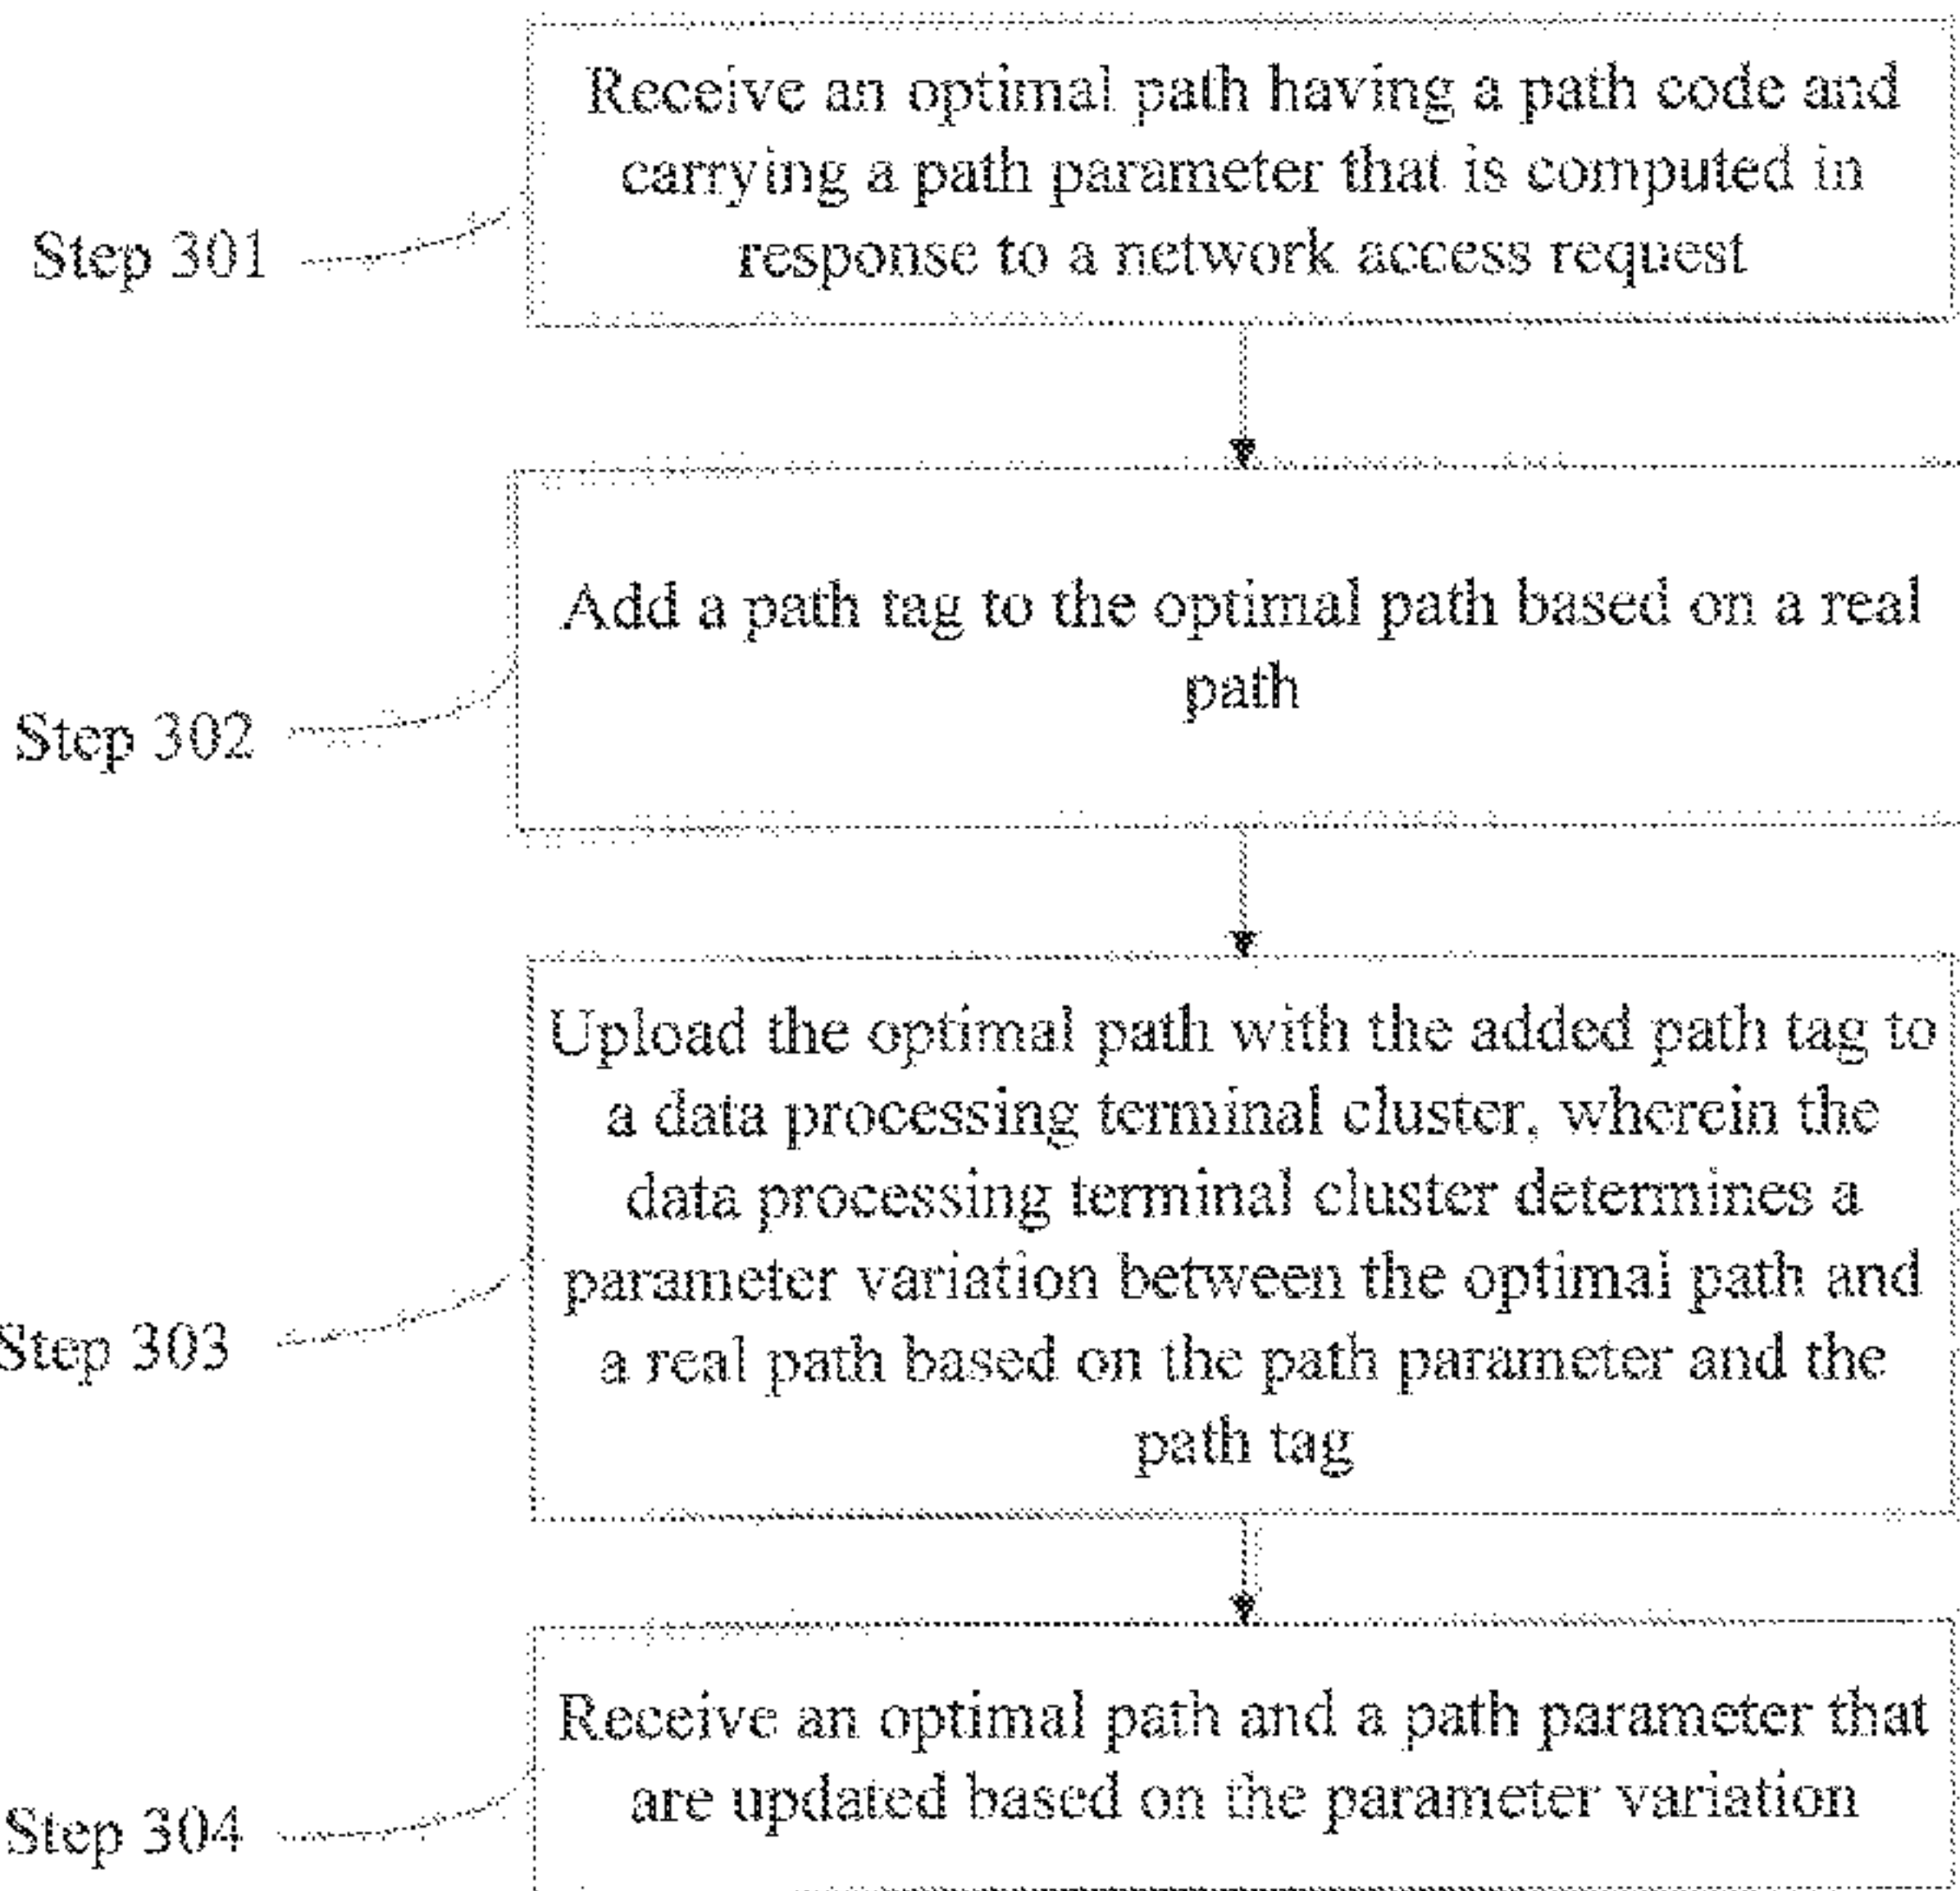 Receive an optimal path having a path code and
carrying a path parameter that is computed in
response to a network access request
Step 301
Add a path tag to the optimal path based on a real
path
Step 302
Upload the optimal path with the added path tag to
a data processing terminal cluster, wherein the
data processing terminal cluster determines a
parameter variation between the optimal path and
a real path based on the path parameter and the
path tag
Step 303
Receive an optimal path and a path parameter that
are updated based on the parameter variation
Step 304